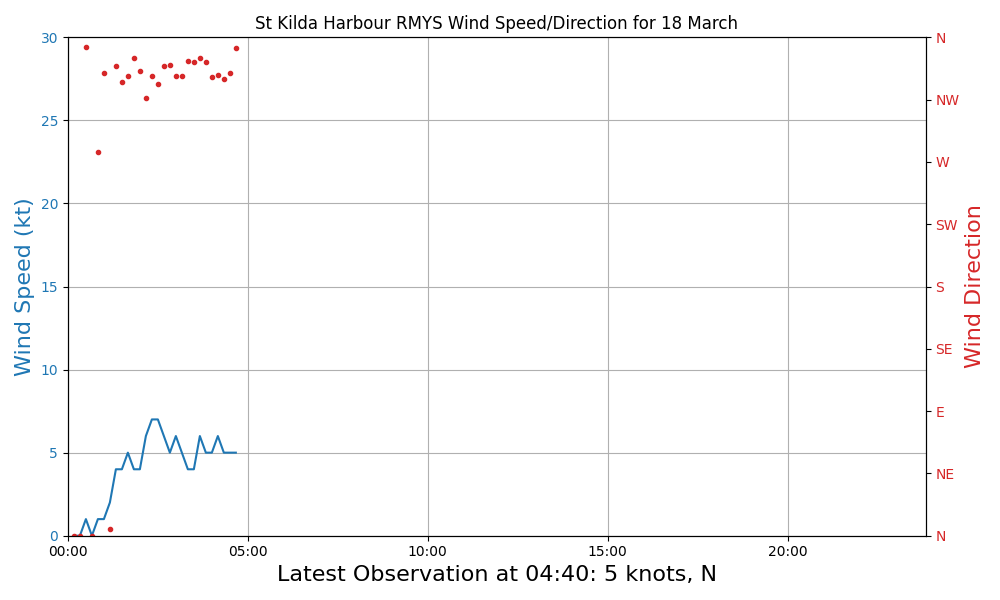 St Kilda Harbour RMYS Wind Speed/Direction for 18 March
30
25
20
15
10
5
0
Wind Speed (kt)
N
NW
W
SW
S
SE
E
NE
N
Wind Direction
00:00
05:00
10:00
15:00
20:00
Latest Observation at 04:40: 5 knots, N